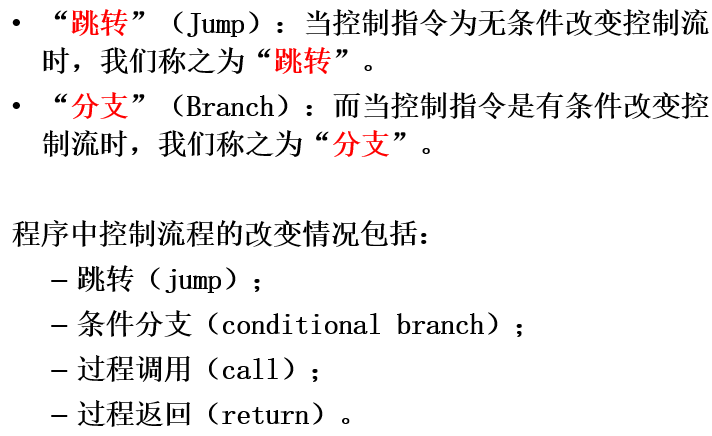 • “跳转”（Jump）：当控制指令为无条件改变控制流
时，我们称之为“跳转”。
• “分支”（Branch）：而当控制指令是有条件改变控
制流时，我们称之为“分支”。
程序中控制流程的改变情况包括：
– 跳转（jump）；
– 条件分支（conditional branch）；
– 过程调用（call）；
– 过程返回（return）。